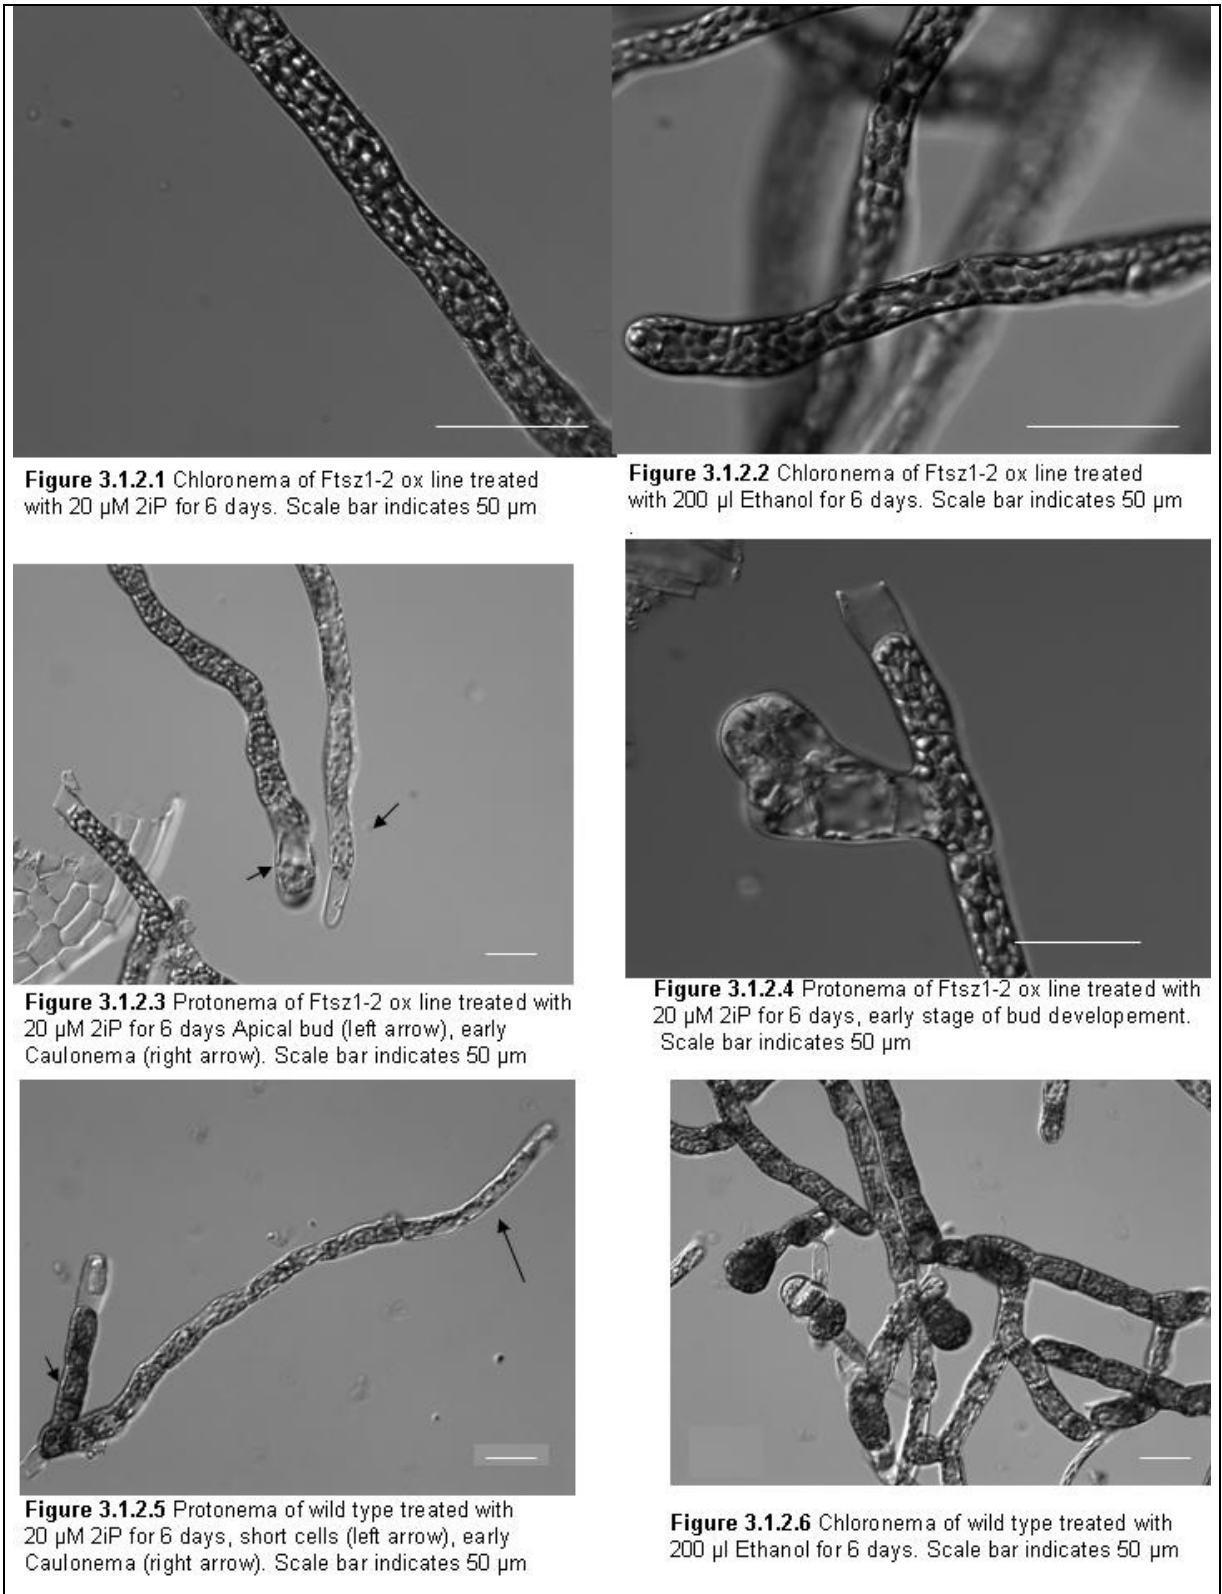 Figure 3.1.2.1 Chloronema of Ftsz1-2 ox line treated
with 20 µM 2iP for 6 days. Scale bar indicates 50 µm
Figure 3.1.2.2 Chloronema of Ftsz1-2 ox line treated
with 200 µl Ethanol for 6 days. Scale bar indicates 50 µm
.
Figure 3.1.2.3 Protonema of Ftsz1-2 ox line treated with
20 µM 2iP for 6 days Apical bud (left arrow), early
Caulonema (right arrow). Scale bar indicates 50 µm
Figure 3.1.2.4 Protonema of Ftsz1-2 ox line treated with
20 µM 2iP for 6 days, early stage of bud developement.
Scale bar indicates 50 µm
Figure 3.1.2.5 Protonema of wild type treated with
20 µM 2iP for 6 days, short cells (left arrow), early
Caulonema (right arrow). Scale bar indicates 50 µm
Figure 3.1.2.6 Chloronema of wild type treated with
200 µl Ethanol for 6 days. Scale bar indicates 50 µm